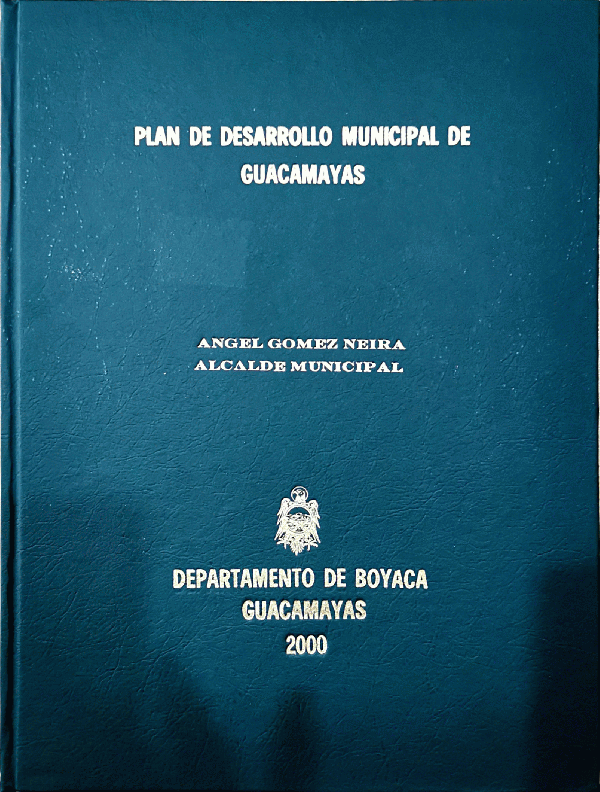 PLAN DE DESARROLLO MUNICIPAL DE
GUACAMAYAS
ANGEL GOMEZ NEIRA
ALCALDE MUNICIPAL
DEPARTAMENTO DE BOYACA
GUACAMAYAS
2000